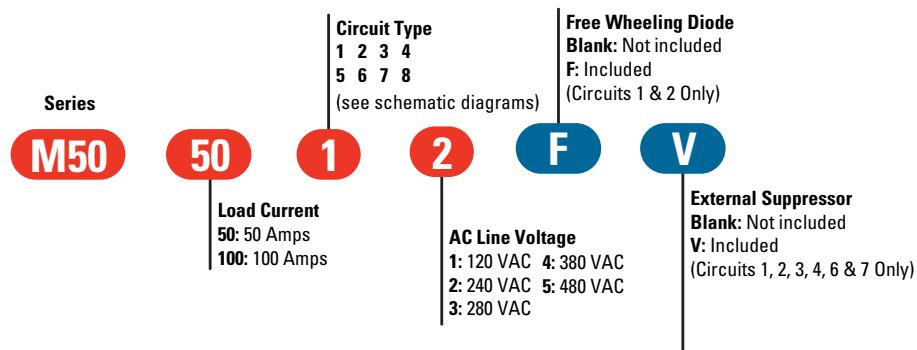 Circuit Type
1 2 3 4
5 6 7 8
(see schematic diagrams)
Free Wheeling Diode
Blank: Not included
F: Included
(Circuits 1 & 2 Only)
Series
M50 50 1 2 F V
Load Current
50: 50 Amps
100: 100 Amps
AC Line Voltage
1: 120 VAC 4: 380 VAC
2: 240 VAC 5: 480 VAC
3: 280 VAC
External Suppressor
Blank: Not included
V: Included
(Circuits 1, 2, 3, 4, 6 & 7 Only)